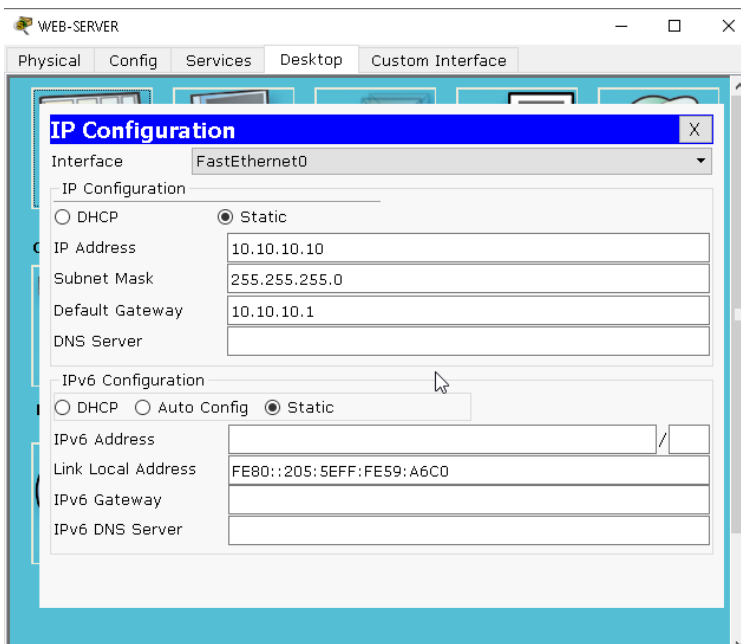 WEB-SERVER
Physical Config Services Desktop Custom Interface
IP Configuration X
Interface FastEthernet0
IP Configuration
DHCP Static
IP Address 10.10.10.10
Subnet Mask 255.255.255.0
Default Gateway 10.10.10.1
DNS Server
IPv6 Configuration
DHCP Auto Config Static
IPv6 Address /
Link Local Address FE80::205:5EFF:FE59:A6C0
IPv6 Gateway
IPv6 DNS Server